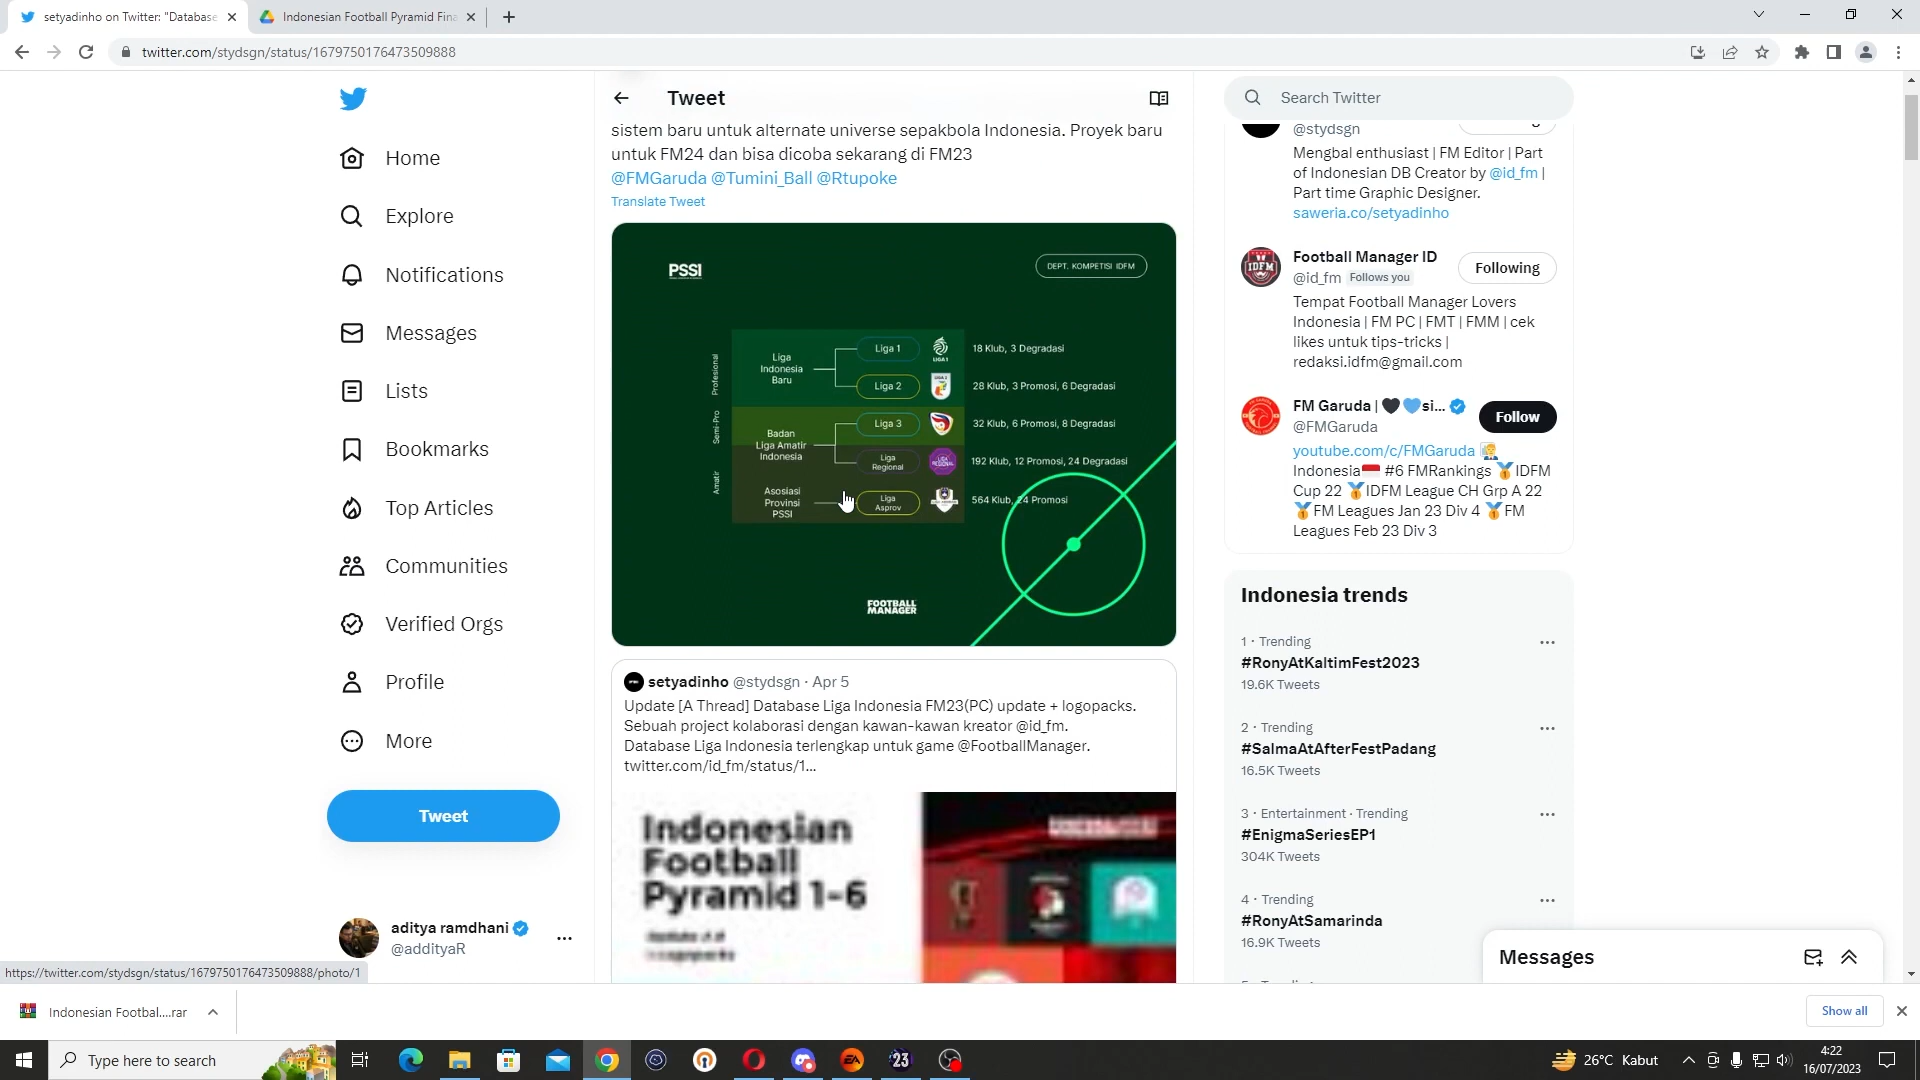 setyadinho on Twitter: "Database
Indonesian Football Pyramid Fina
twitter.com/stydsgn/status/1679750176473509888
Home
Explore
Notifications
Messages
Lists
Bookmarks
Top Articles
Communities
Verified Orgs
Profile
More
Tweet
aditya ramdhani
@addityaR
Tweet
sistem baru untuk alternate universe sepakbola Indonesia. Proyek baru
untuk FM24 dan bisa dicoba sekarang di FM23
@FMGaruda @Tumini_Ball @Rtupoke
Translate Tweet
PSSI
DEPT. KOMPETISI IDFM
Profesional
Semi-Pro
Amatir
Liga
Indonesia
Baru
Liga 1
LIGA 1
18 Klub, 3 Degradasi
Liga 2
28 Klub, 3 Promosi, 6 Degradasi
Badan
Liga Amatir
Indonesia
Liga 3
32 Klub, 6 Promosi, 8 Degradasi
Liga
Regional
LIGA
REGIONAL
192 Klub, 12 Promosi, 24 Degradasi
Asosiasi
Provinsi
PSSI
Liga
Asprov
564 Klub, 24 Promosi
FOOTBALL
MANAGER
setyadinho @stydsgn · Apr 5
Update [A Thread] Database Liga Indonesia FM23(PC) update + logopacks.
Sebuah project kolaborasi dengan kawan-kawan kreator @id_fm.
Database Liga Indonesia terlengkap untuk game @FootballManager.
twitter.com/id_fm/status/1...
Indonesian
Football
Pyramid 1-6
Search Twitter
@stydsgn
Mengbal enthusiast | FM Editor | Part
of Indonesian DB Creator by @id_fm |
Part time Graphic Designer.
saweria.co/setyadinho
IDFM
Football Manager ID
@id_fm Follows you
Following
Tempat Football Manager Lovers
Indonesia | FM PC | FMT | FMM | cek
likes untuk tips-tricks |
redaksi.idfm@gmail.com
FM Garuda | 🖤🩵si...
@FMGaruda
Follow
youtube.com/c/FMGaruda
Indonesia🇮🇩 #6 FMRankings 🥇IDFM
Cup 22 🥇IDFM League CH Grp A 22
🥇FM Leagues Jan 23 Div 4 🥇FM
Leagues Feb 23 Div 3
Indonesia trends
1 · Trending
#RonyAtKaltimFest2023
19.6K Tweets
2 · Trending
#SalmaAtAfterFestPadang
16.5K Tweets
3 · Entertainment · Trending
#EnigmaSeriesEP1
304K Tweets
4 · Trending
#RonyAtSamarinda
16.9K Tweets
Messages
https://twitter.com/stydsgn/status/1679750176473509888/photo/1
Indonesian Footbal....rar
Show all
Type here to search
EA
'23
26°C Kabut
4:22
16/07/2023